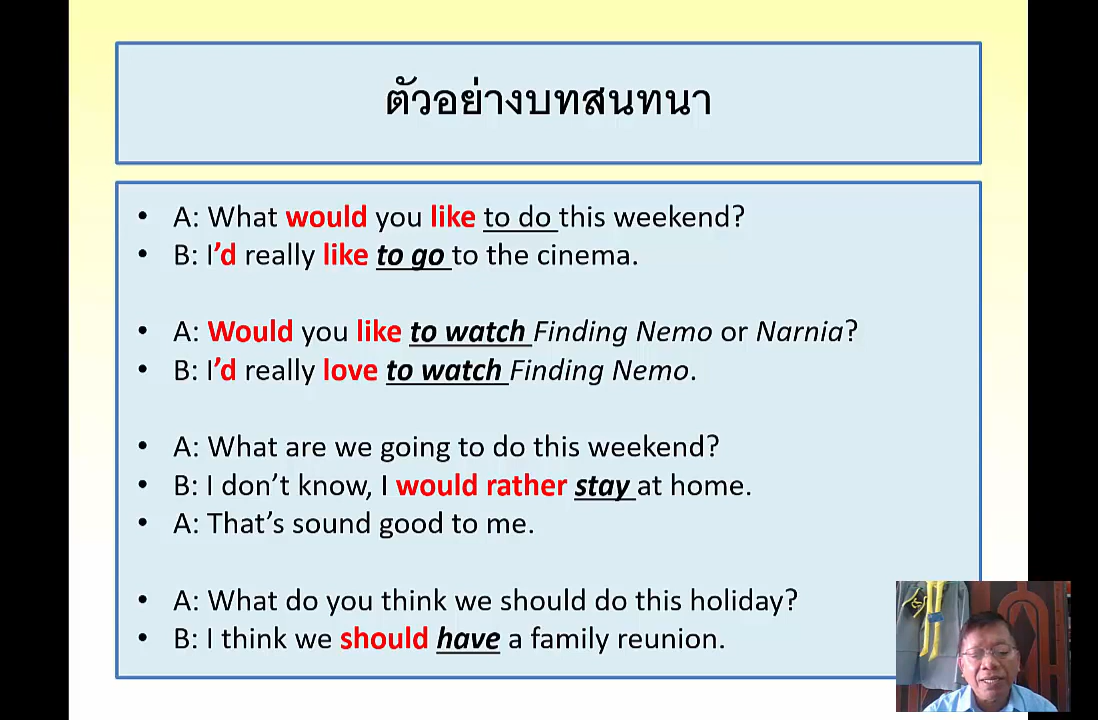 ตัวอย่างบทสนทนา
• A: What would you like to do this weekend?
• B: I’d really like to go to the cinema.
• A: Would you like to watch Finding Nemo or Narnia?
• B: I’d really love to watch Finding Nemo.
• A: What are we going to do this weekend?
• B: I don’t know, I would rather stay at home.
• A: That’s sound good to me.
• A: What do you think we should do this holiday?
• B: I think we should have a family reunion.